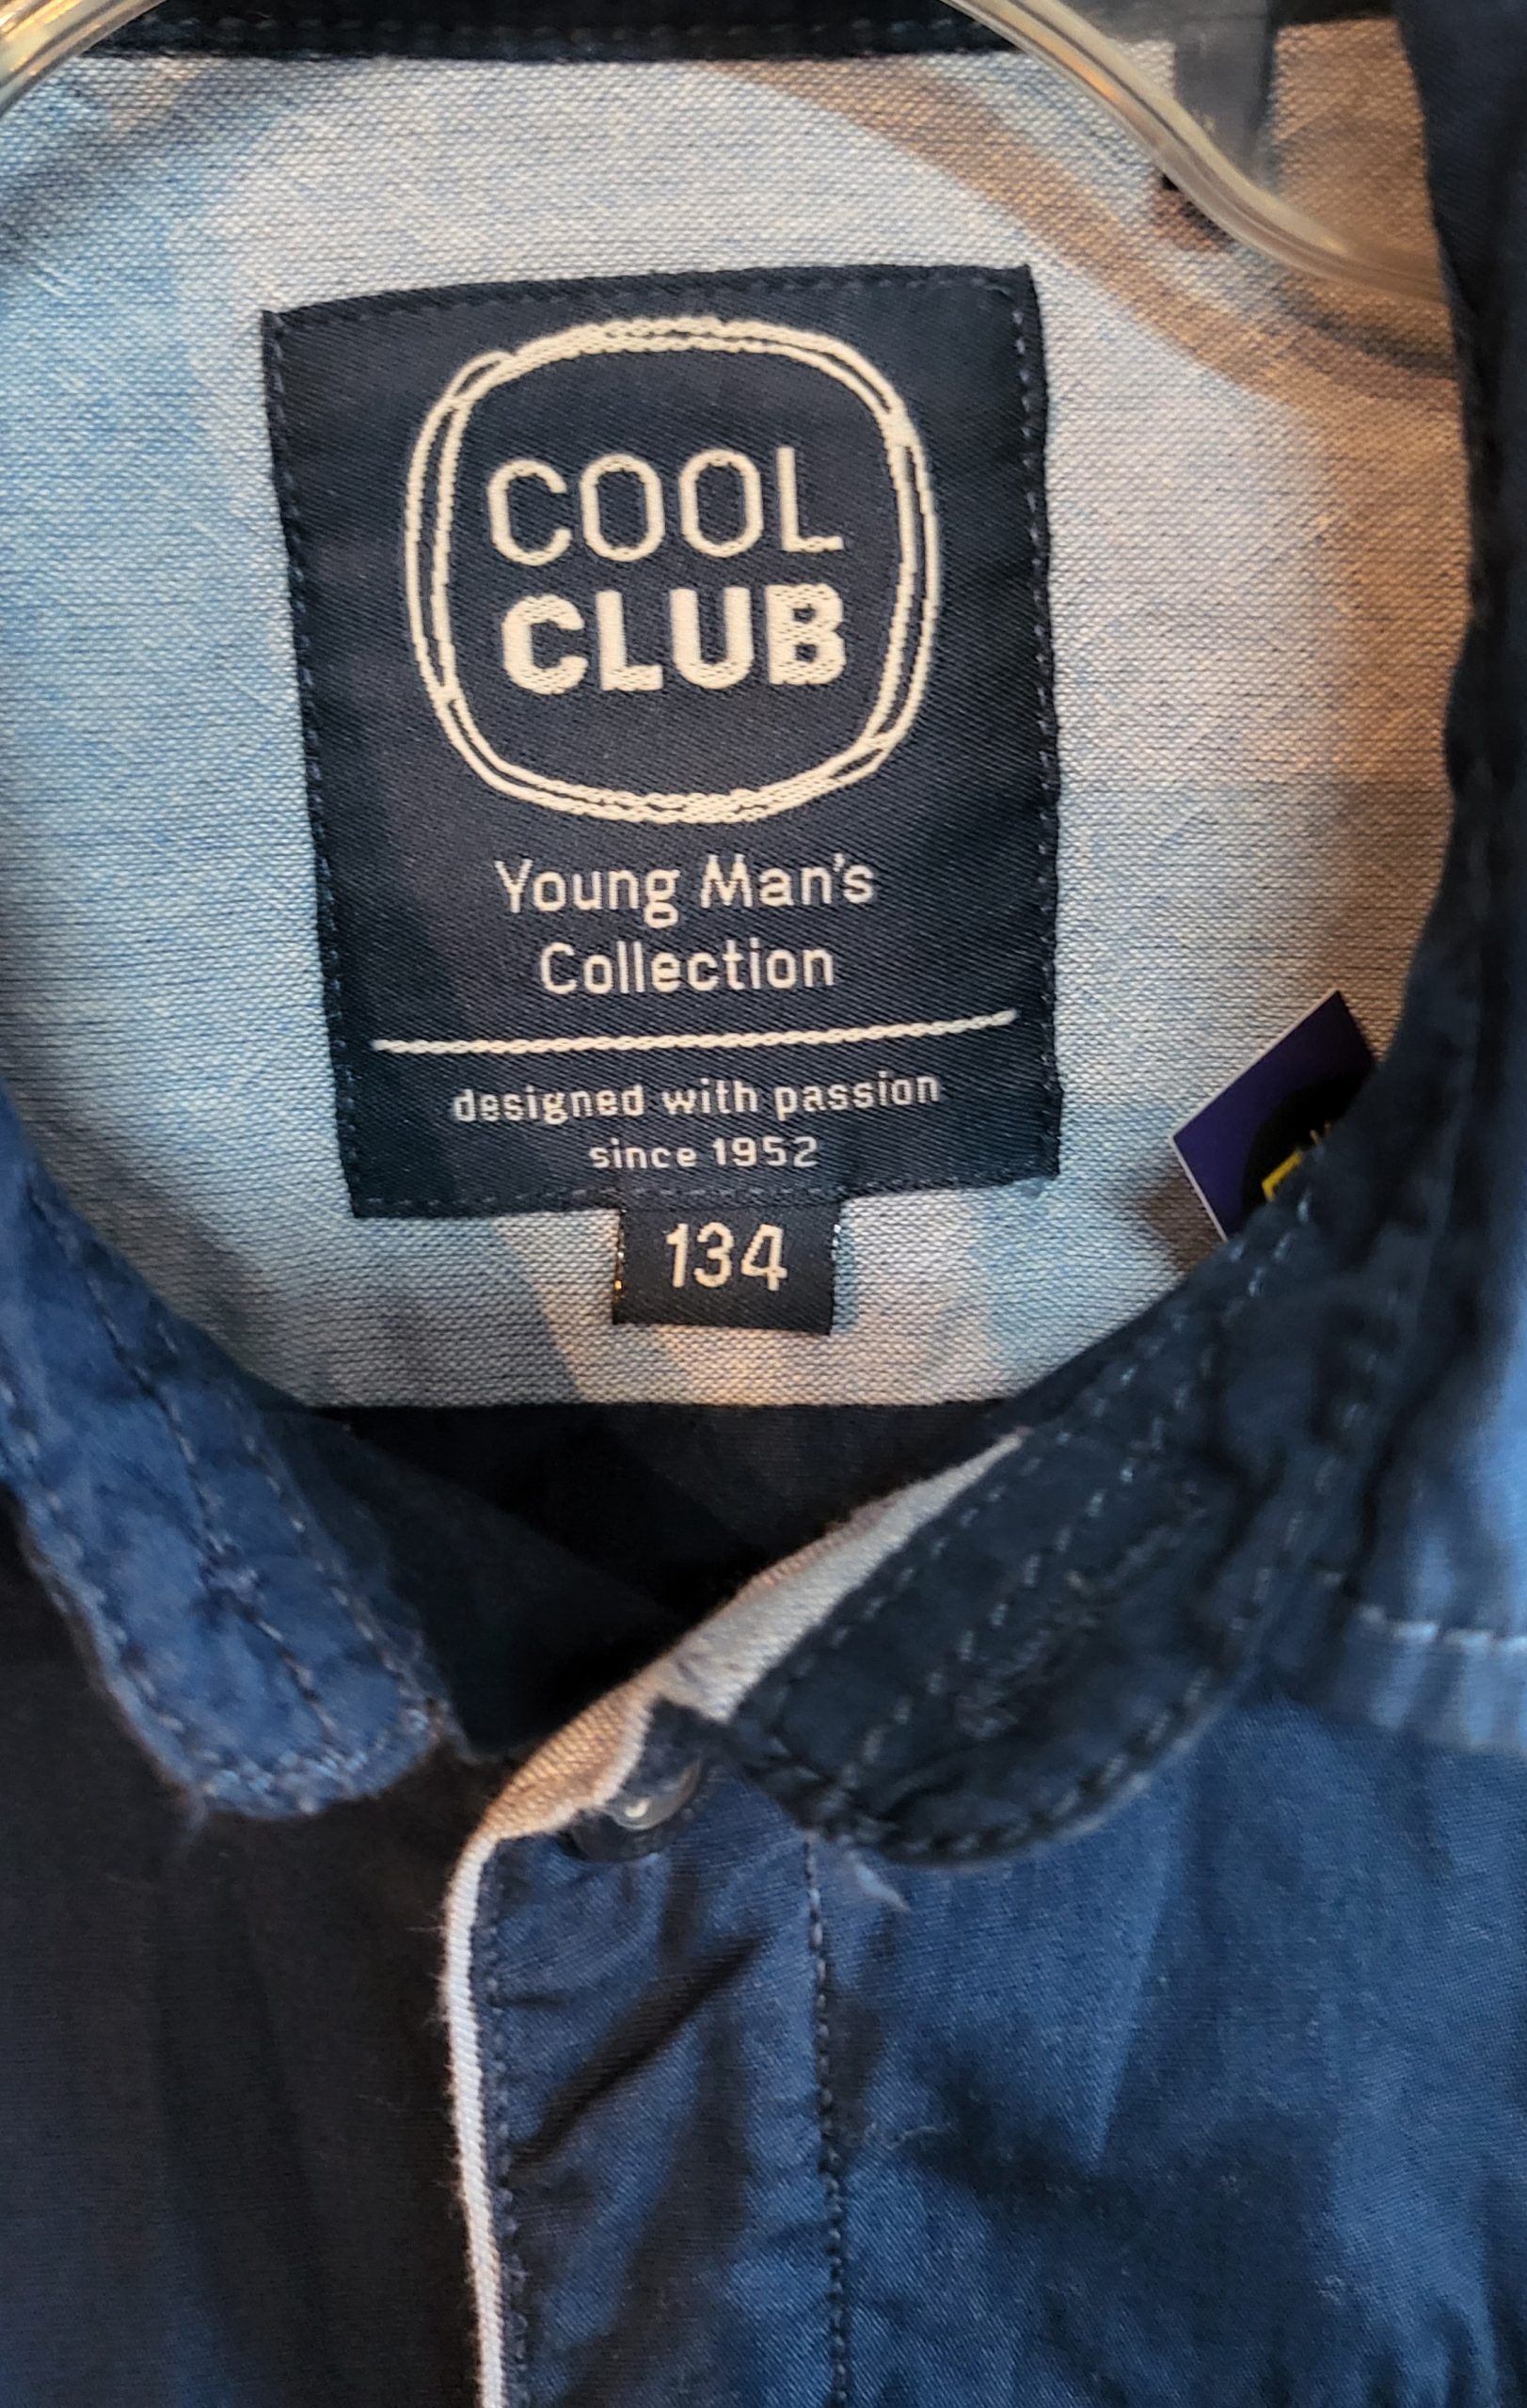 COOL
CLUB
Young Man's
Collection
designed with passion
since 1952
134